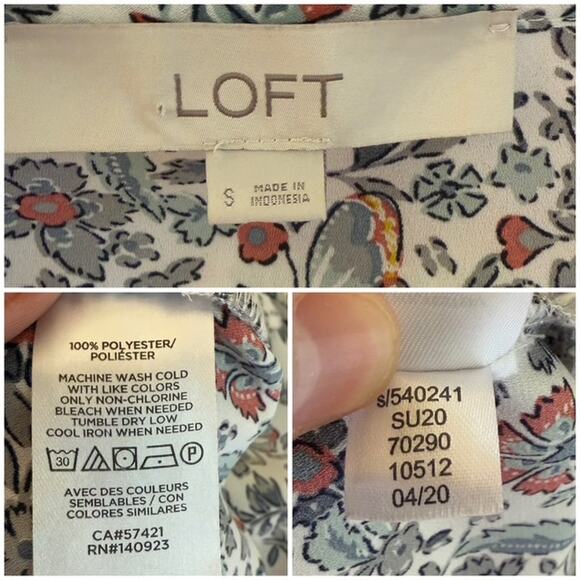 LOFT
S
MADE IN
INDONESIA
100% POLYESTER/
POLIÉSTER
MACHINE WASH COLD
WITH LIKE COLORS
ONLY NON-CHLORINE
BLEACH WHEN NEEDED
TUMBLE DRY LOW
COOL IRON WHEN NEEDED
30
P
AVEC DES COULEURS
SEMBLABLES / CON
COLORES SIMILARES
CA#57421
RN#140923
s/540241
SU20
70290
10512
04/20